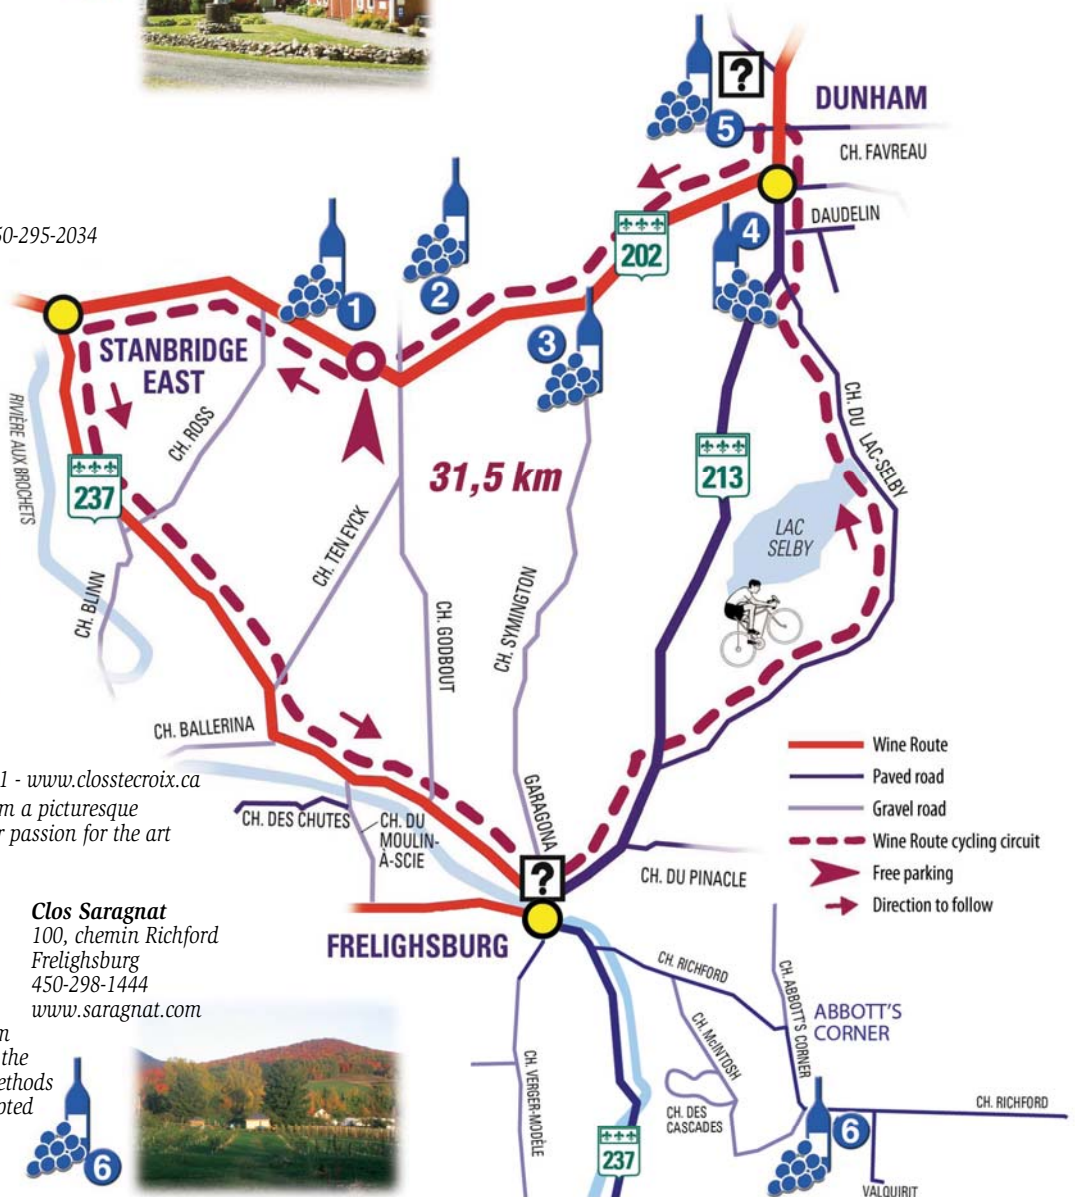 5
?
DUNHAM
CH. FAVREAU
DAUDELIN
4
202
50-295-2034
1
2
3
STANBRIDGE
EAST
RIVIÈRE AUX BROCHETS
CH. ROSS
237
31,5 km
CH. DU LAC-SELBY
213
LAC
SELBY
CH. TEN EYCK
CH. BLINN
CH. GODBOUT
CH. SYMINGTON
CH. BALLERINA
Wine Route
Paved road
Gravel road
Wine Route cycling circuit
Free parking
Direction to follow
1 - www.closstecroix.ca
m a picturesque
r passion for the art
CH. DES CHUTES
CH. DU
MOULIN-
À-SCIE
GARAGONA
?
CH. DU PINACLE
FRELIGHSBURG
Clos Saragnat
100, chemin Richford
Frelighsburg
450-298-1444
www.saragnat.com
n
the
ethods
oted
6
CH. RICHFORD
CH. ABBOTT'S CORNER
ABBOTT'S
CORNER
CH. McINTOSH
CH. VERGER-MODÈLE
CH. DES
CASCADES
6
CH. RICHFORD
237
VALQUIRIT